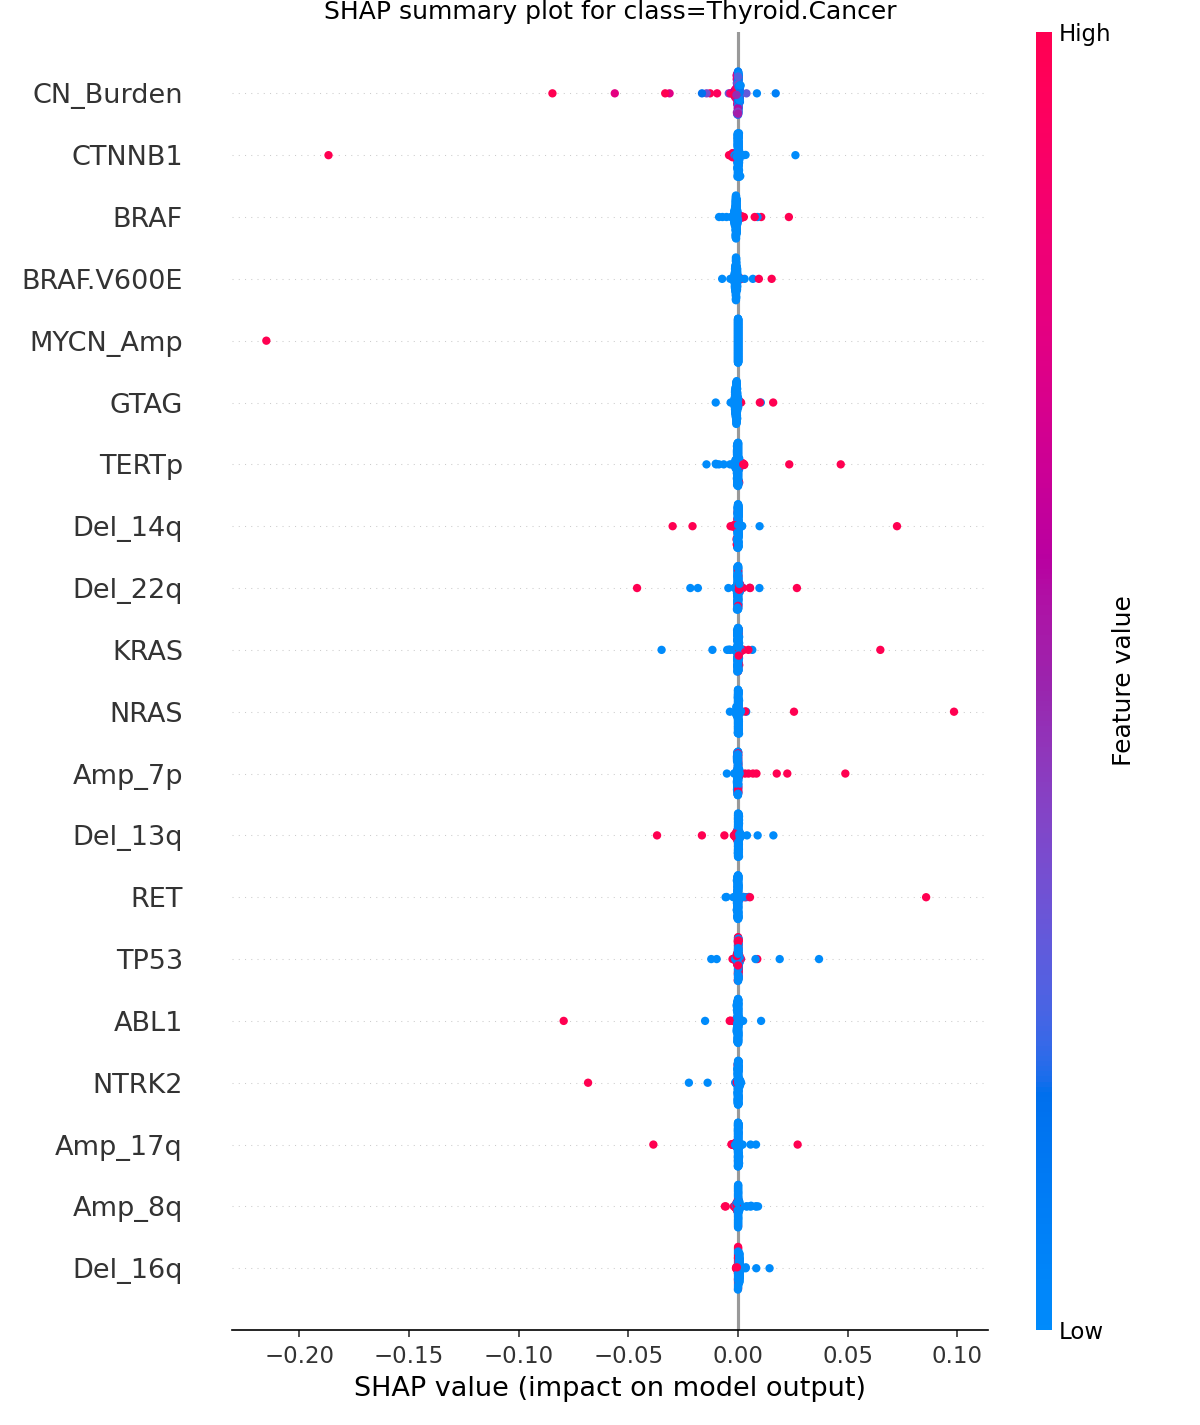 SHAP summary plot for class=Thyroid.Cancer
High
CN_Burden
CTNNB1
BRAF
BRAF.V600E
MYCN_Amp
GTAG
TERTp
Del_14q
Del_22q
KRAS
NRAS
Amp_7p
Del_13q
RET
TP53
ABL1
NTRK2
Amp_17q
Amp_8q
Del_16q
Feature value
Low
−0.20 −0.15 −0.10 −0.05 0.00 0.05 0.10
SHAP value (impact on model output)